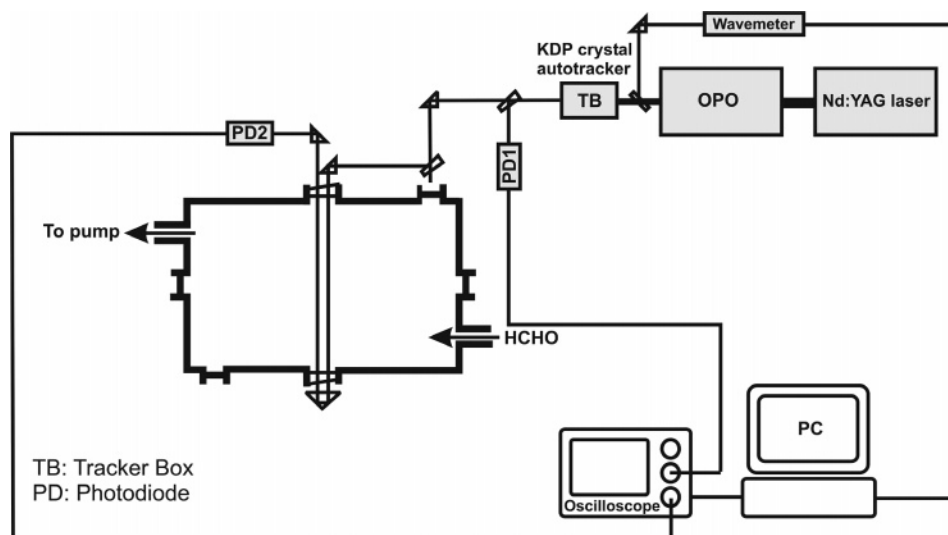 Wavemeter
KDP crystal
autotracker
TB
OPO
Nd:YAG laser
PD2
PD1
To pump
HCHO
PC
TB: Tracker Box
PD: Photodiode
Oscilloscope